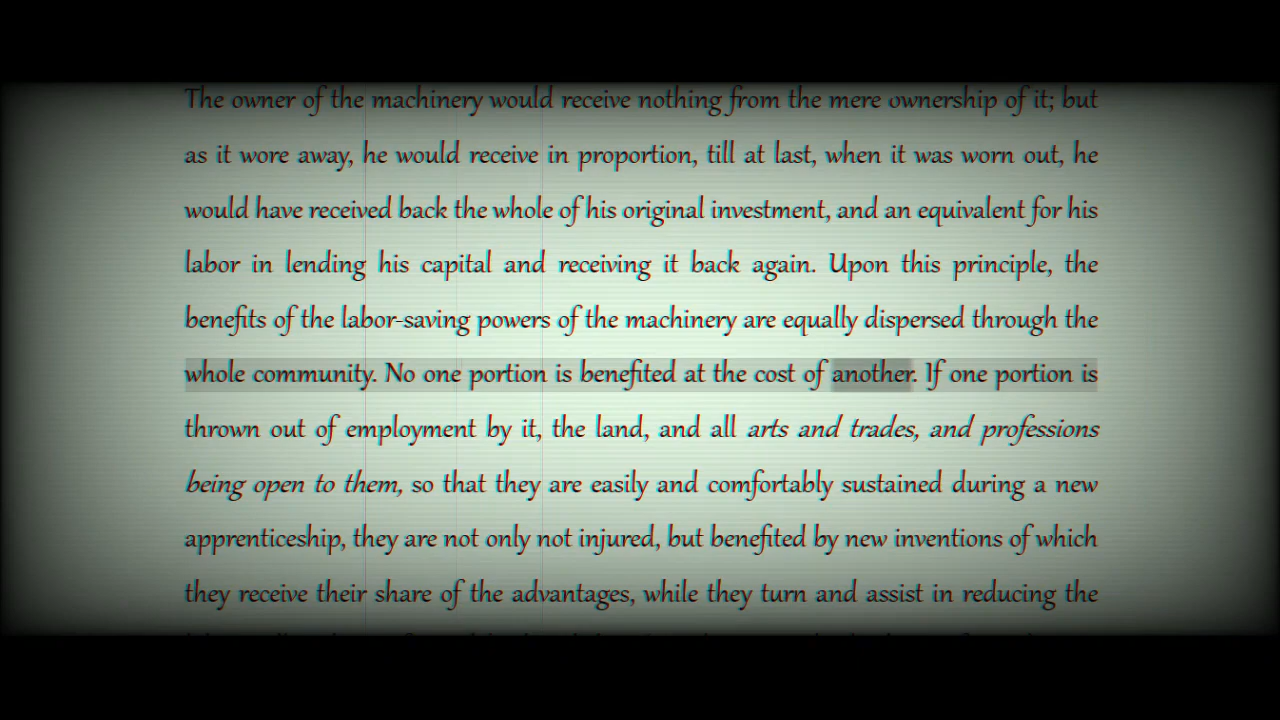 The owner of the machinery would receive nothing from the mere ownership of it; but
as it wore away, he would receive in proportion, till at last, when it was worn out, he
would have received back the whole of his original investment, and an equivalent for his
labor in lending his capital and receiving it back again. Upon this principle, the
benefits of the labor-saving powers of the machinery are equally dispersed through the
whole community. No one portion is benefited at the cost of another. If one portion is
thrown out of employment by it, the land, and all arts and trades, and professions
being open to them, so that they are easily and comfortably sustained during a new
apprenticeship, they are not only not injured, but benefited by new inventions of which
they receive their share of the advantages, while they turn and assist in reducing the